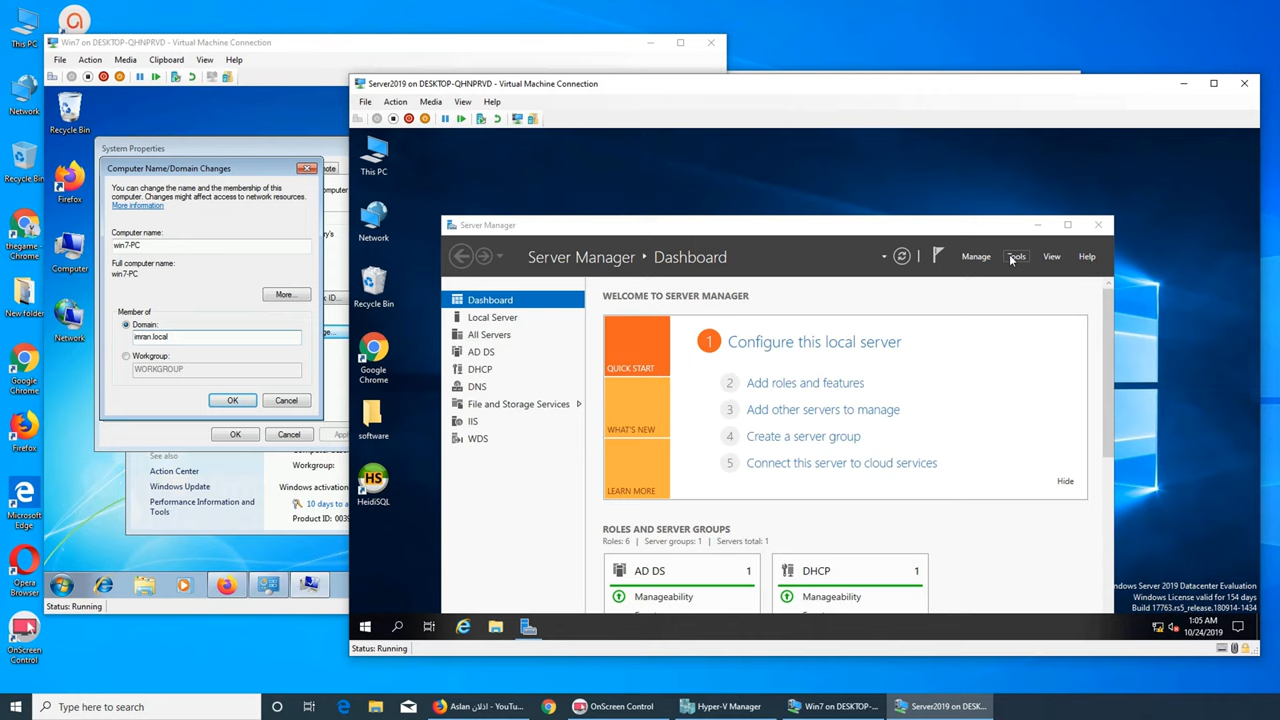 This PC
Network
Recycle Bin
thegame - Chrome
New folder
Google Chrome
Firefox
Microsoft Edge
Opera Browser
OnScreen Control
Win7 on DESKTOP-QHNPRVD - Virtual Machine Connection
File Action Media Clipboard View Help
Recycle Bin
Firefox
Computer
Network
System Properties
Computer Name/Domain Changes
You can change the name and the membership of this
computer. Changes might affect access to network resources.
More information
Computer name:
win7-PC
Full computer name:
win7-PC
More...
Member of
Domain:
imran.local
Workgroup:
WORKGROUP
OK Cancel
OK Cancel
See also
Action Center
Windows Update
Performance Information and
Tools
Workgroup:
Windows activation
10 days to a
Product ID: 0039
Status: Running
Server2019 on DESKTOP-QHNPRVD - Virtual Machine Connection
File Action Media View Help
This PC
Network
Recycle Bin
Google
Chrome
software
HeidiSQL
Server Manager
Server Manager • Dashboard
Manage Tools View Help
Dashboard
Local Server
All Servers
AD DS
DHCP
DNS
File and Storage Services
IIS
WDS
WELCOME TO SERVER MANAGER
QUICK START
WHAT'S NEW
LEARN MORE
1 Configure this local server
2 Add roles and features
3 Add other servers to manage
4 Create a server group
5 Connect this server to cloud services
Hide
ROLES AND SERVER GROUPS
Roles: 6 | Server groups: 1 | Servers total: 1
AD DS 1
Manageability
DHCP 1
Manageability
Windows Server 2019 Datacenter Evaluation
Windows License valid for 154 days
Build 17763.rs5_release.180914-1434
1:05 AM
10/24/2019
Status: Running
Type here to search
Aslan اذلان - YouTu...
OnScreen Control
Hyper-V Manager
Win7 on DESKTOP-...
Server2019 on DESK...